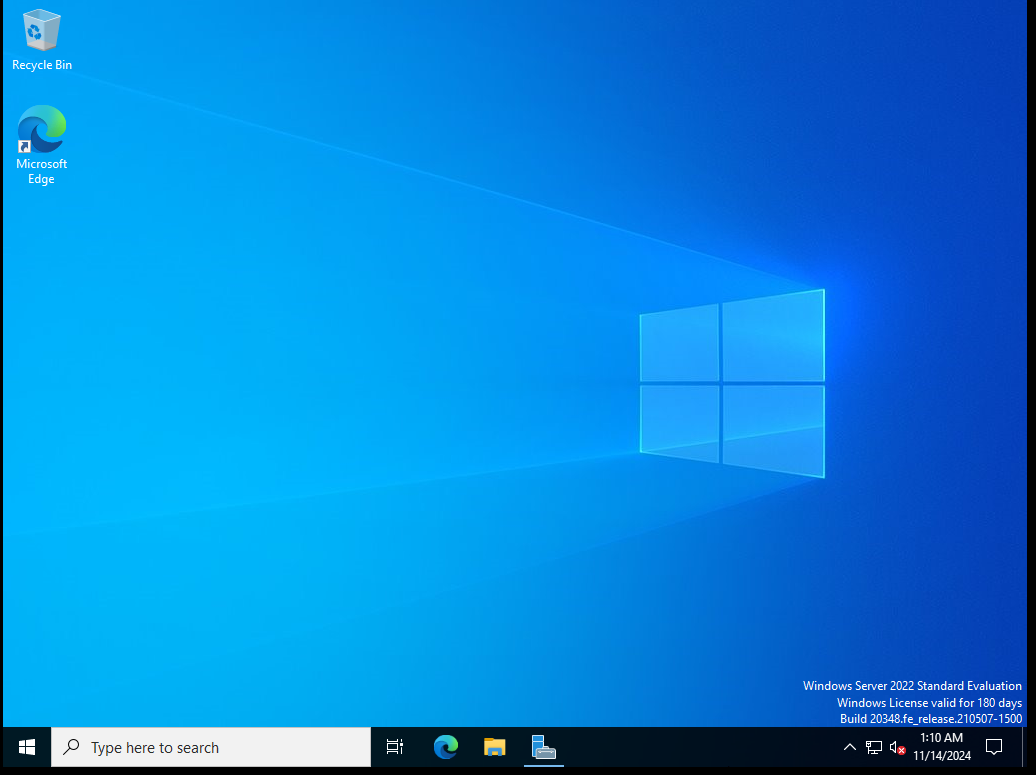 Recycle Bin
Microsoft
Edge
Windows Server 2022 Standard Evaluation
Windows License valid for 180 days
Build 20348.fe_release.210507-1500
Type here to search
1:10 AM
11/14/2024